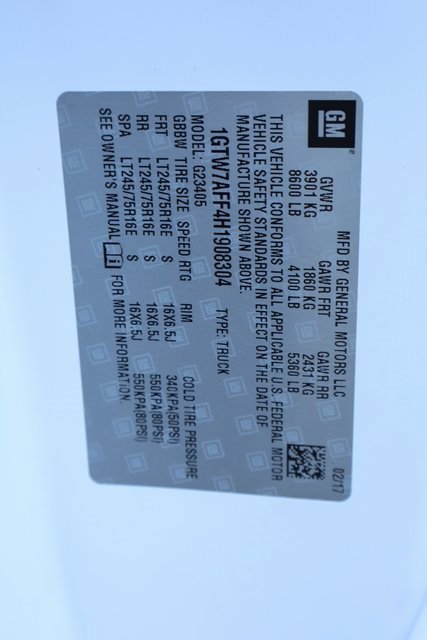 GM
MFD BY GENERAL MOTORS LLC
02/17
GVWR GAWR FRT GAWR RR
3901 KG 1860 KG 2431 KG
8600 LB 4100 LB 5360 LB
THIS VEHICLE CONFORMS TO ALL APPLICABLE U.S. FEDERAL MOTOR
VEHICLE SAFETY STANDARDS IN EFFECT ON THE DATE OF
MANUFACTURE SHOWN ABOVE.
1GTW7AFF4H1908304 TYPE: TRUCK
MODEL: G23405
GBBW TIRE SIZE SPEED RTG RIM COLD TIRE PRESSURE
FRT LT245/75R16E S 16X6.5J 340KPA(50PSI)
RR LT245/75R16E S 16X6.5J 550KPA(80PSI)
SPA LT245/75R16E S 16X6.5J 550KPA(80PSI)
SEE OWNER'S MANUAL FOR MORE INFORMATION.